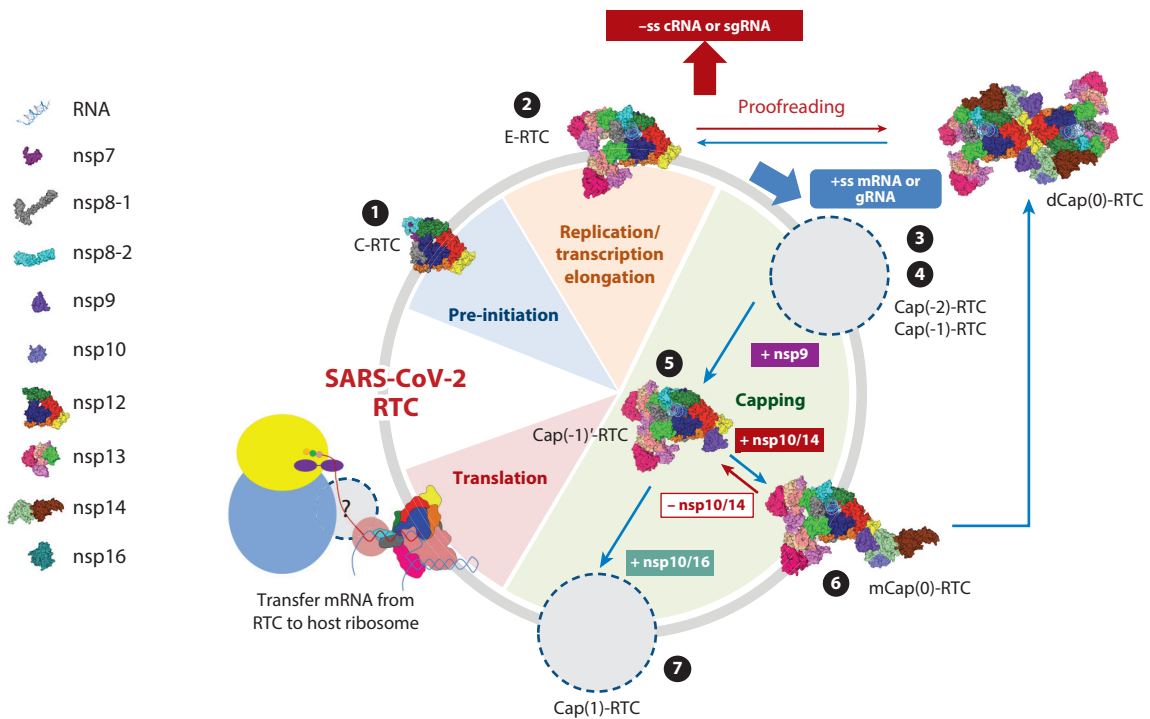 RNA
nsp7
nsp8-1
nsp8-2
nsp9
nsp10
nsp12
nsp13
nsp14
nsp16
–ss cRNA or sgRNA
Proofreading
2
E-RTC
+ss mRNA or
gRNA
dCap(0)-RTC
1
C-RTC
Replication/
transcription
elongation
3
4
Cap(-2)-RTC
Cap(-1)-RTC
Pre-initiation
+ nsp9
5
SARS-CoV-2
RTC
Capping
Cap(-1)′-RTC
+ nsp10/14
Translation
– nsp10/14
?
+ nsp10/16
6
mCap(0)-RTC
Transfer mRNA from
RTC to host ribosome
7
Cap(1)-RTC